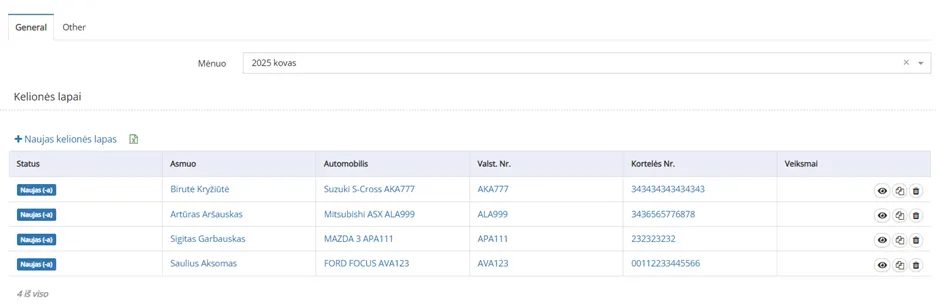 General Other
Mėnuo 2025 kovas
Kelionės lapai
Naujas kelionės lapas
Status Asmuo Automobilis Valst. Nr. Kortelės Nr. Veiksmai
Naujas (-a) Birutė Kryžiūtė Suzuki S-Cross AKA777 AKA777 343434343434343
Naujas (-a) Artūras Aršauskas Mitsubishi ASX ALA999 ALA999 3436565776878
Naujas (-a) Sigitas Garbauskas MAZDA 3 APA111 APA111 232323232
Naujas (-a) Saulius Aksomas FORD FOCUS AVA123 AVA123 00112233445566
4 iš viso